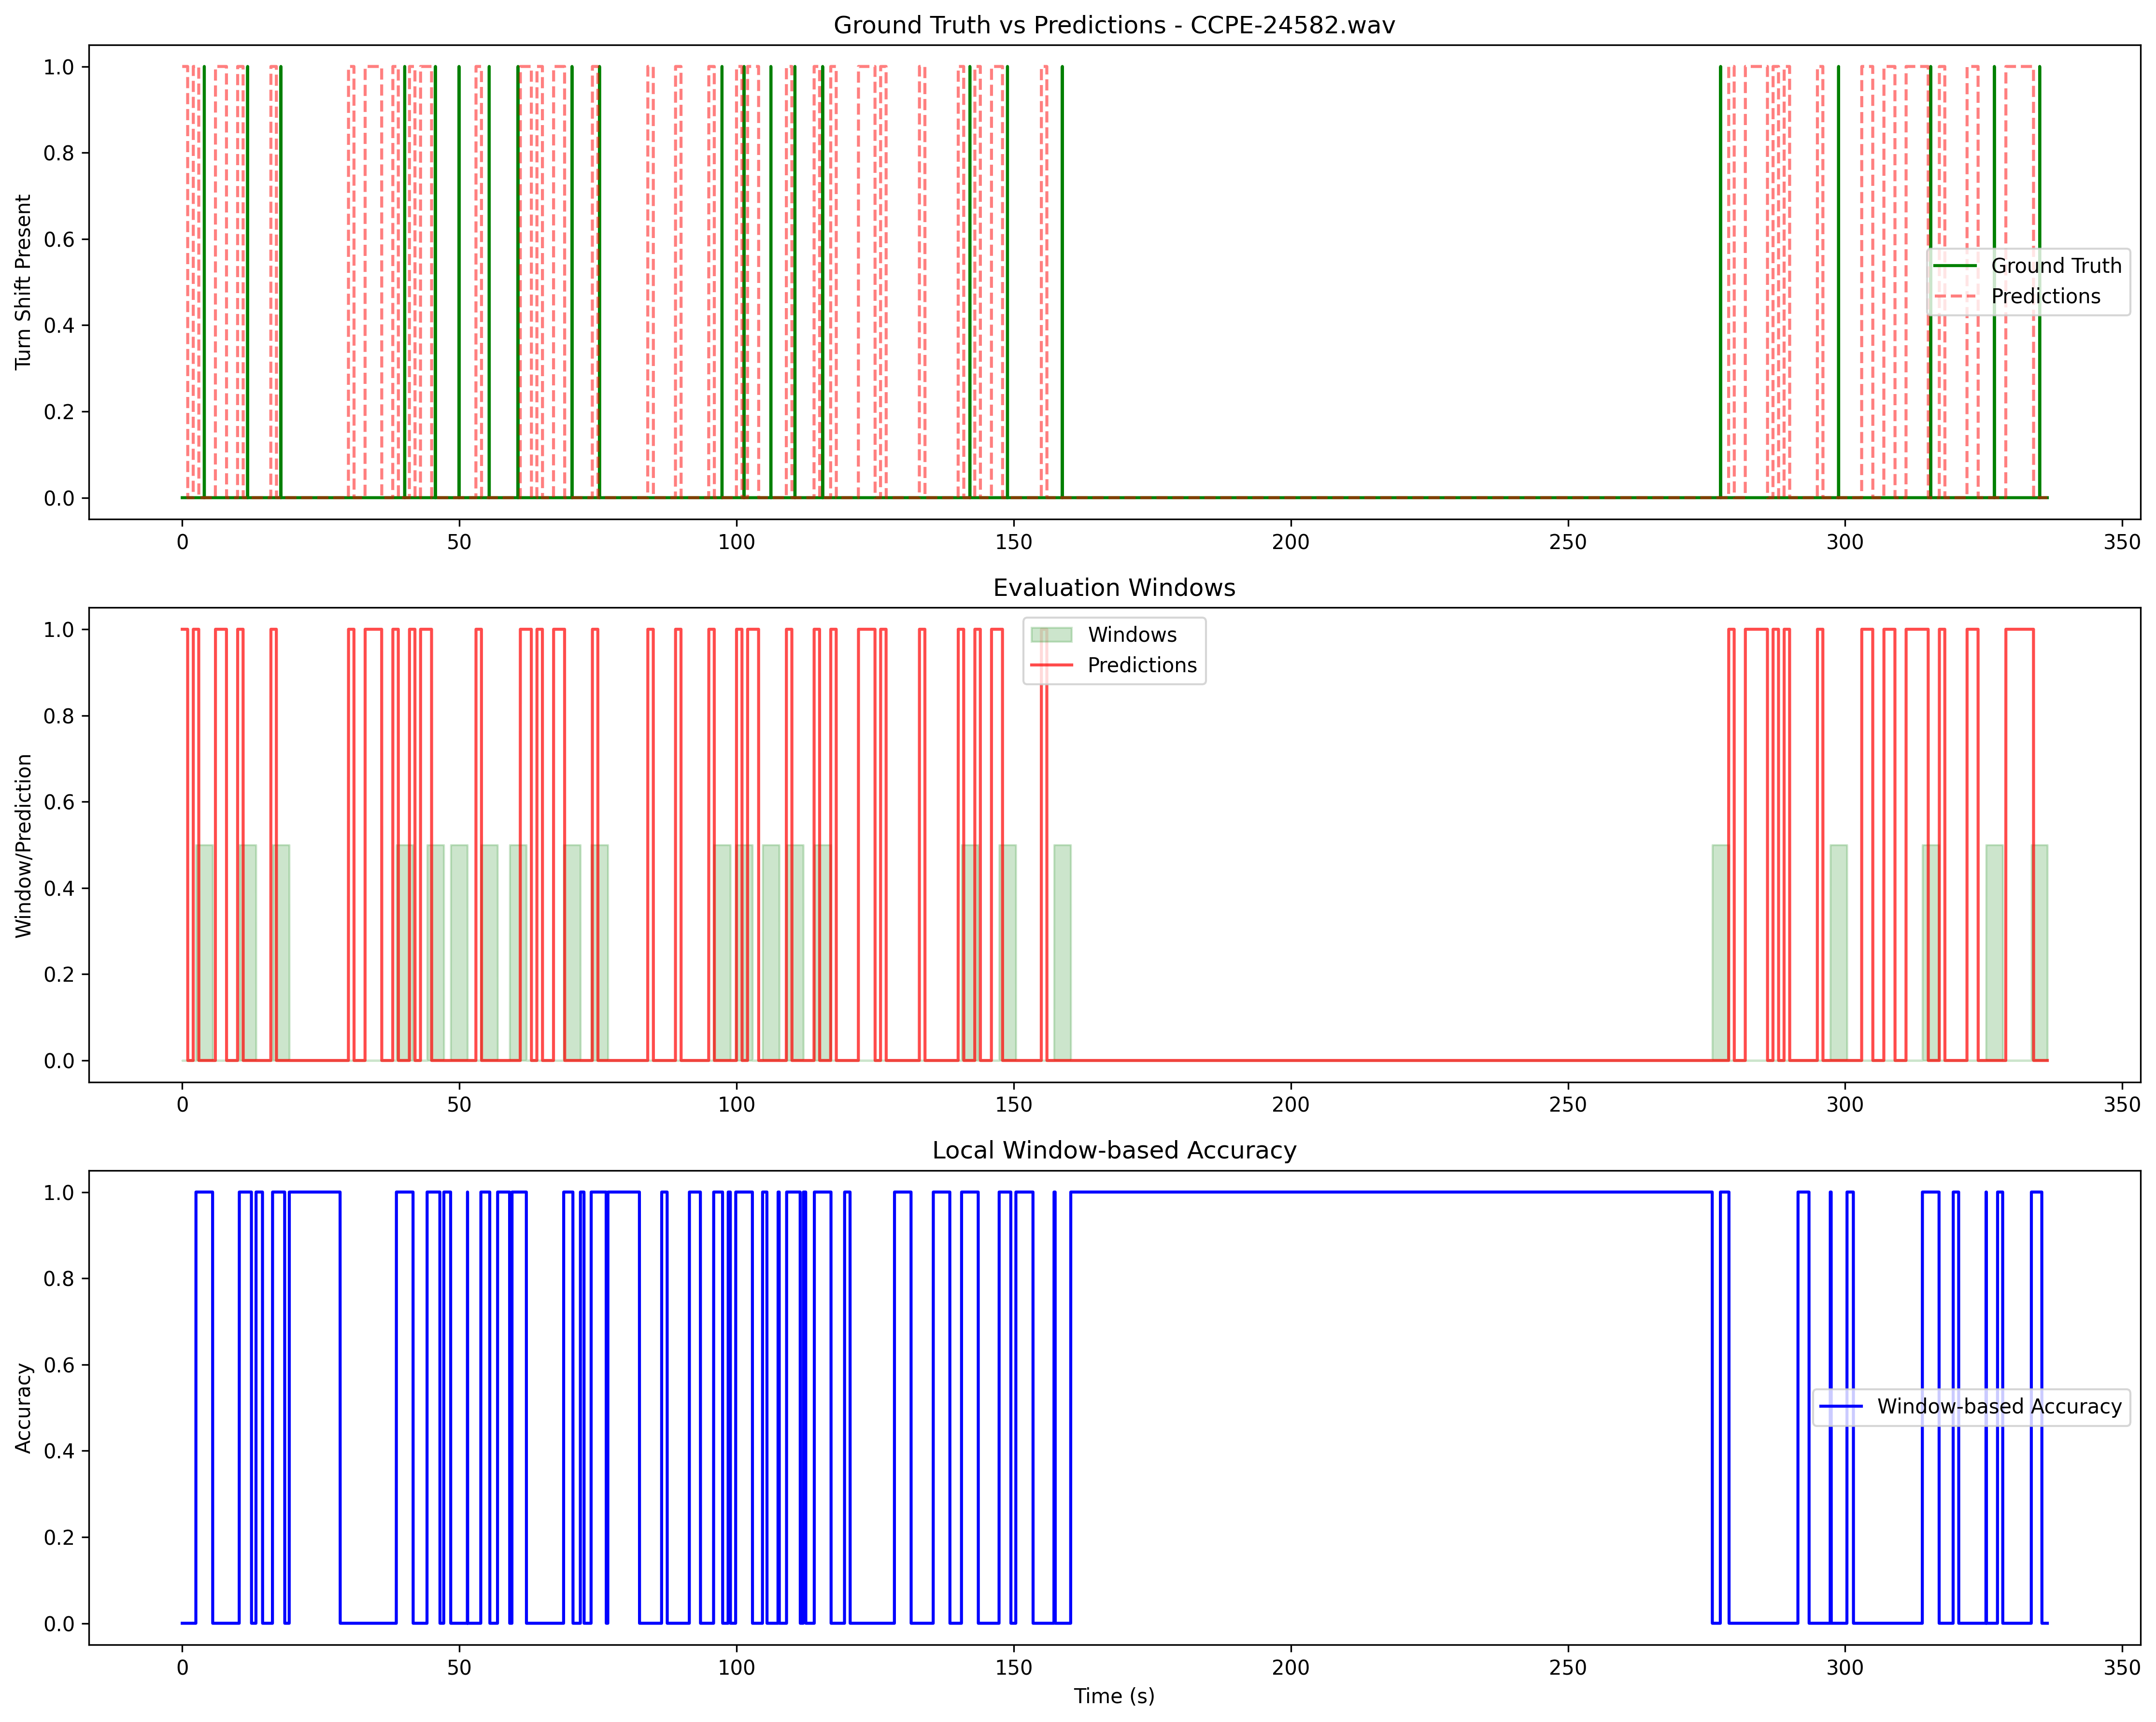 Ground Truth vs Predictions - CCPE-24582.wav
Turn Shift Present
1.0
0.8
0.6
0.4
0.2
0.0
Ground Truth
Predictions
0 50 100 150 200 250 300 350
Evaluation Windows
Window/Prediction
1.0
0.8
0.6
0.4
0.2
0.0
Windows
Predictions
0 50 100 150 200 250 300 350
Local Window-based Accuracy
Accuracy
1.0
0.8
0.6
0.4
0.2
0.0
Window-based Accuracy
0 50 100 150 200 250 300 350
Time (s)